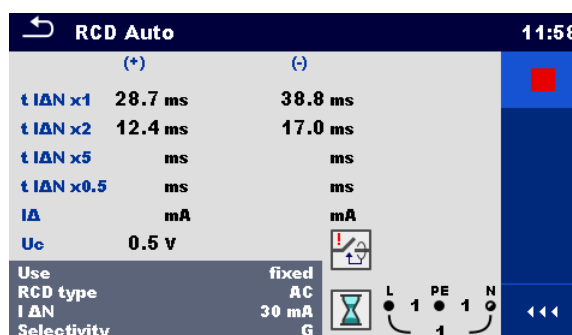 RCD Auto 11:58
(+) (-)
t IΔN x1 28.7 ms 38.8 ms
t IΔN x2 12.4 ms 17.0 ms
t IΔN x5 ms ms
t IΔN x0.5 ms ms
IΔ mA mA
Uc 0.5 V
Use fixed
RCD type AC
I ΔN 30 mA
Selectivity G
L PE N
1 1
1